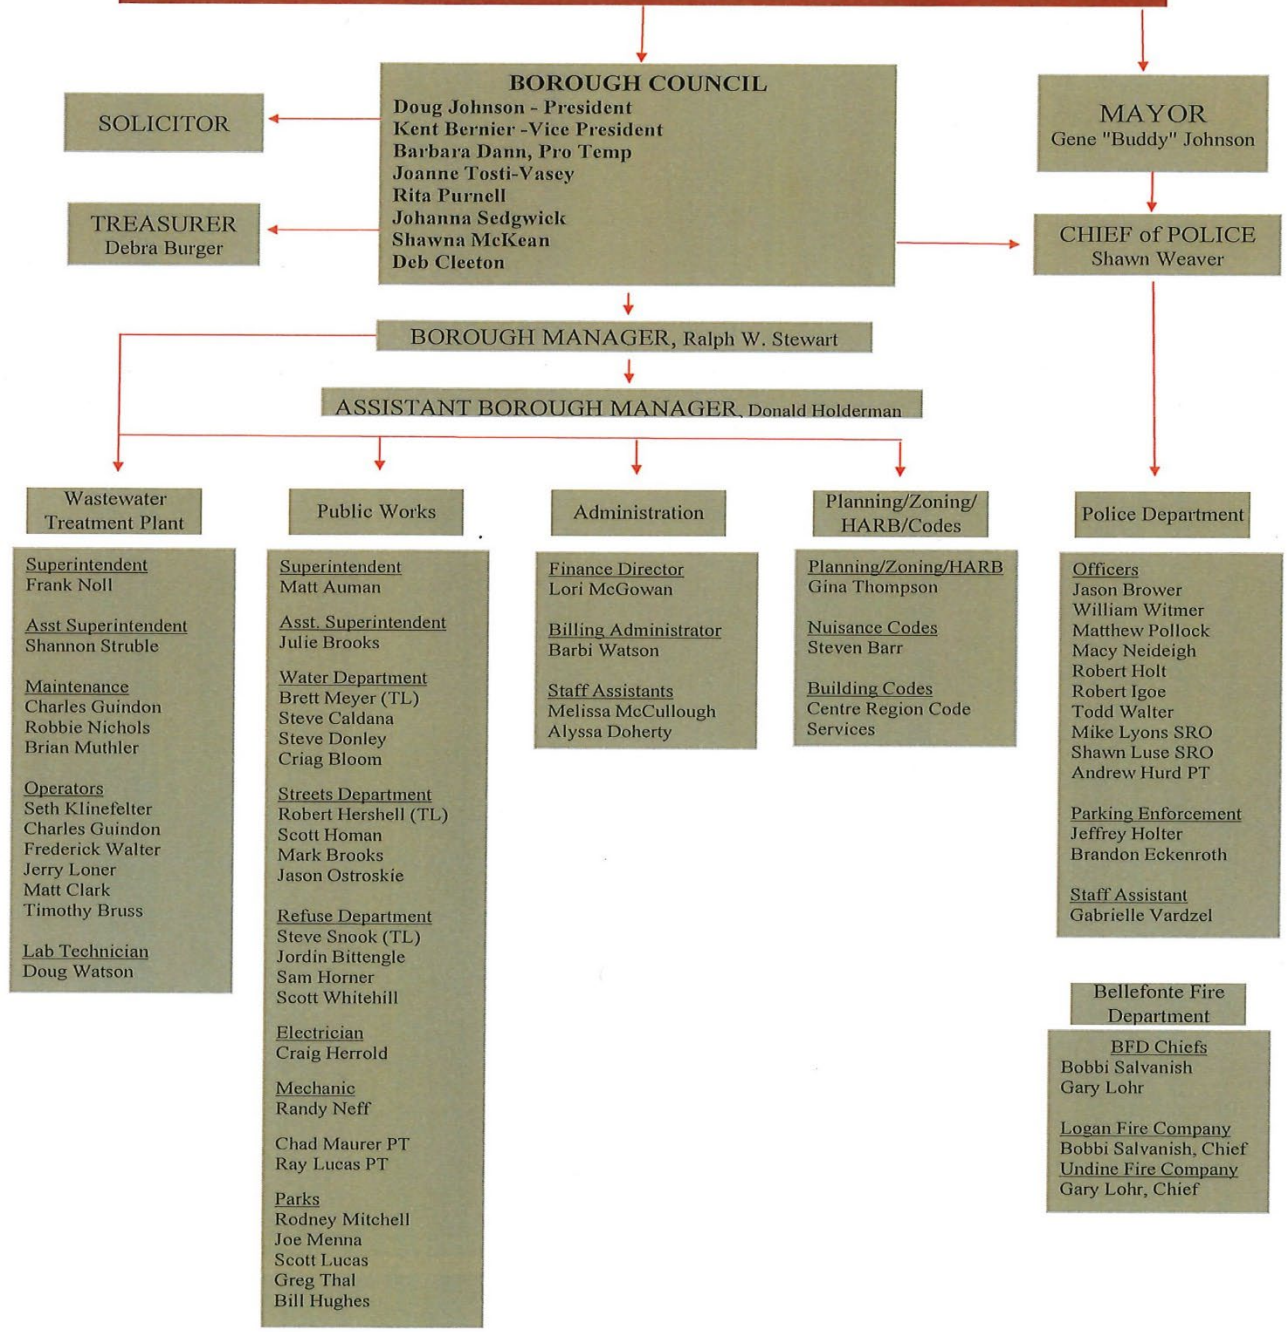 BOROUGH COUNCIL
Doug Johnson - President
Kent Bernier -Vice President
Barbara Dann, Pro Temp
Joanne Tosti-Vasey
Rita Purnell
Johanna Sedgwick
Shawna McKean
Deb Cleeton
SOLICITOR
TREASURER
Debra Burger
MAYOR
Gene "Buddy" Johnson
CHIEF of POLICE
Shawn Weaver
BOROUGH MANAGER, Ralph W. Stewart
ASSISTANT BOROUGH MANAGER, Donald Holderman
Wastewater
Treatment Plant
Superintendent
Frank Noll
Asst Superintendent
Shannon Struble
Maintenance
Charles Guindon
Robbie Nichols
Brian Muthler
Operators
Seth Klinefelter
Charles Guindon
Frederick Walter
Jerry Loner
Matt Clark
Timothy Bruss
Lab Technician
Doug Watson
Public Works
Superintendent
Matt Auman
Asst. Superintendent
Julie Brooks
Water Department
Brett Meyer (TL)
Steve Caldana
Steve Donley
Criag Bloom
Streets Department
Robert Hershell (TL)
Scott Homan
Mark Brooks
Jason Ostroskie
Refuse Department
Steve Snook (TL)
Jordin Bittengle
Sam Horner
Scott Whitehill
Electrician
Craig Herrold
Mechanic
Randy Neff
Chad Maurer PT
Ray Lucas PT
Parks
Rodney Mitchell
Joe Menna
Scott Lucas
Greg Thal
Bill Hughes
Administration
Finance Director
Lori McGowan
Billing Administrator
Barbi Watson
Staff Assistants
Melissa McCullough
Alyssa Doherty
Planning/Zoning/
HARB/Codes
Planning/Zoning/HARB
Gina Thompson
Nuisance Codes
Steven Barr
Building Codes
Centre Region Code
Services
Police Department
Officers
Jason Brower
William Witmer
Matthew Pollock
Macy Neideigh
Robert Holt
Robert Igoe
Todd Walter
Mike Lyons SRO
Shawn Luse SRO
Andrew Hurd PT
Parking Enforcement
Jeffrey Holter
Brandon Eckenroth
Staff Assistant
Gabrielle Vardzel
Bellefonte Fire
Department
BFD Chiefs
Bobbi Salvanish
Gary Lohr
Logan Fire Company
Bobbi Salvanish, Chief
Undine Fire Company
Gary Lohr, Chief